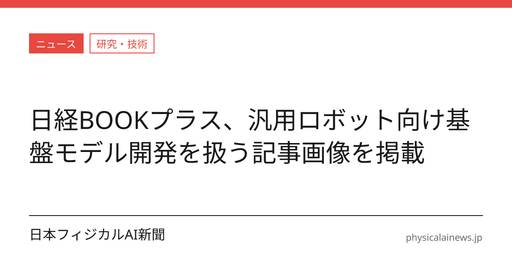 ニュース 研究・技術
日経BOOKプラス、汎用ロボット向け基
盤モデル開発を扱う記事画像を掲載
日本フィジカルAI新聞
physicalainews.jp